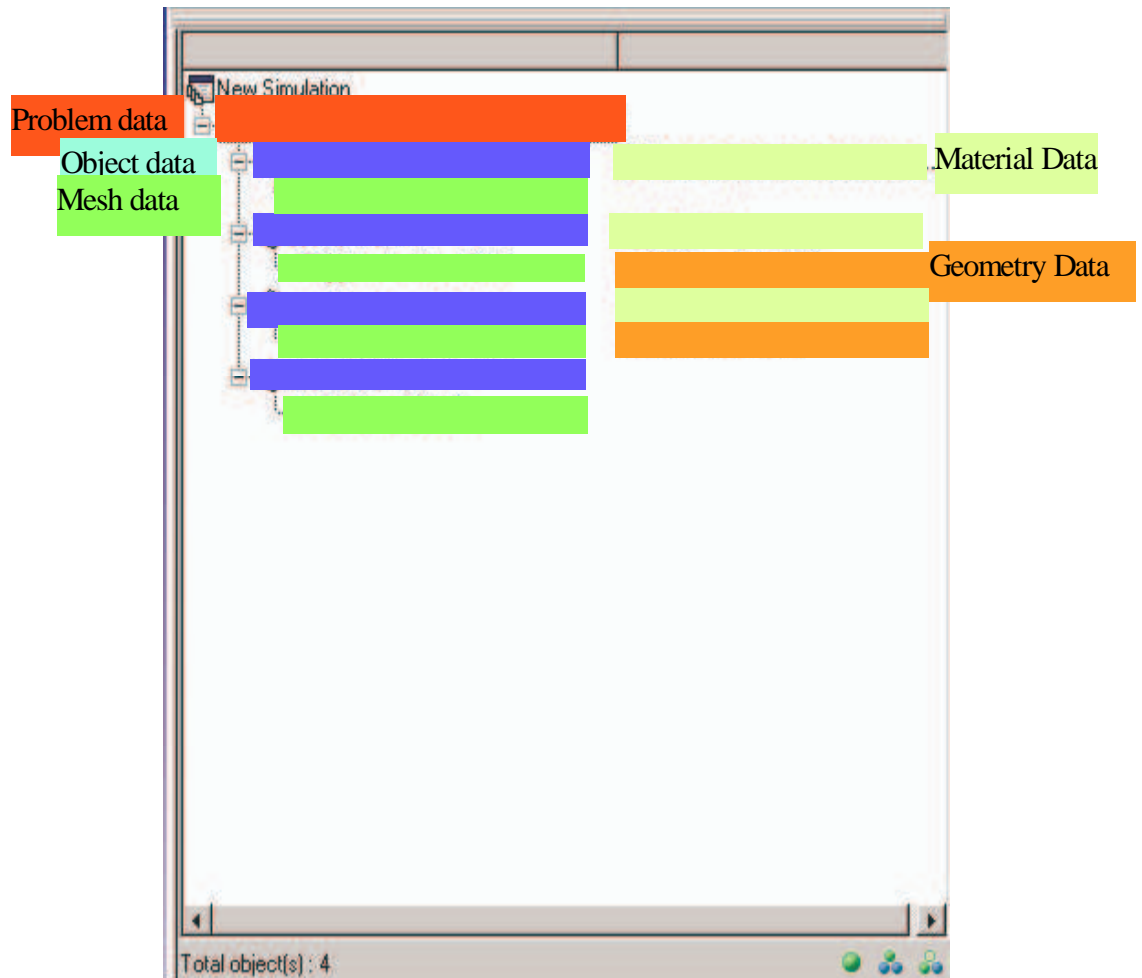 New Simulation
Problem data
Object data
Material Data
Mesh data
Geometry Data
Total object(s) : 4